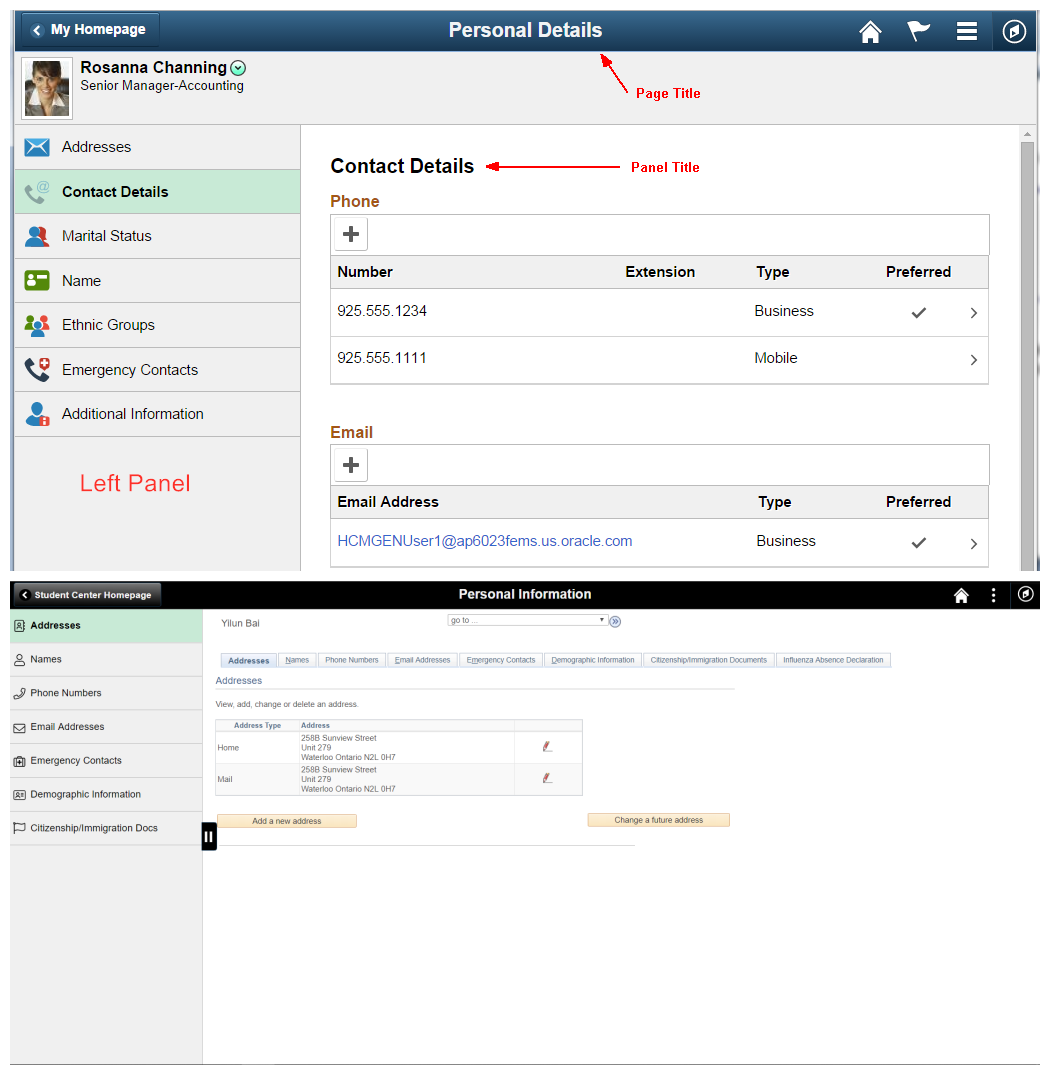 My Homepage
Personal Details
Rosanna Channing
Senior Manager-Accounting
Page Title
Addresses
Contact Details
Marital Status
Name
Ethnic Groups
Emergency Contacts
Additional Information
Left Panel
Contact Details
Panel Title
Phone
Number Extension Type Preferred
925.555.1234 Business
925.555.1111 Mobile
Email
Email Address Type Preferred
HCMGENUser1@ap6023fems.us.oracle.com Business
Student Center Homepage
Personal Information
Addresses
Names
Phone Numbers
Email Addresses
Emergency Contacts
Demographic Information
Citizenship/Immigration Docs
Yilun Bai
go to ...
Addresses Names Phone Numbers Email Addresses Emergency Contacts Demographic Information Citizenship/Immigration Documents Influenza Absence Declaration
Addresses
View, add, change or delete an address.
Address Type Address
Home
258B Sunview Street
Unit 279
Waterloo Ontario N2L 0H7
Mail
258B Sunview Street
Unit 279
Waterloo Ontario N2L 0H7
Add a new address
Change a future address